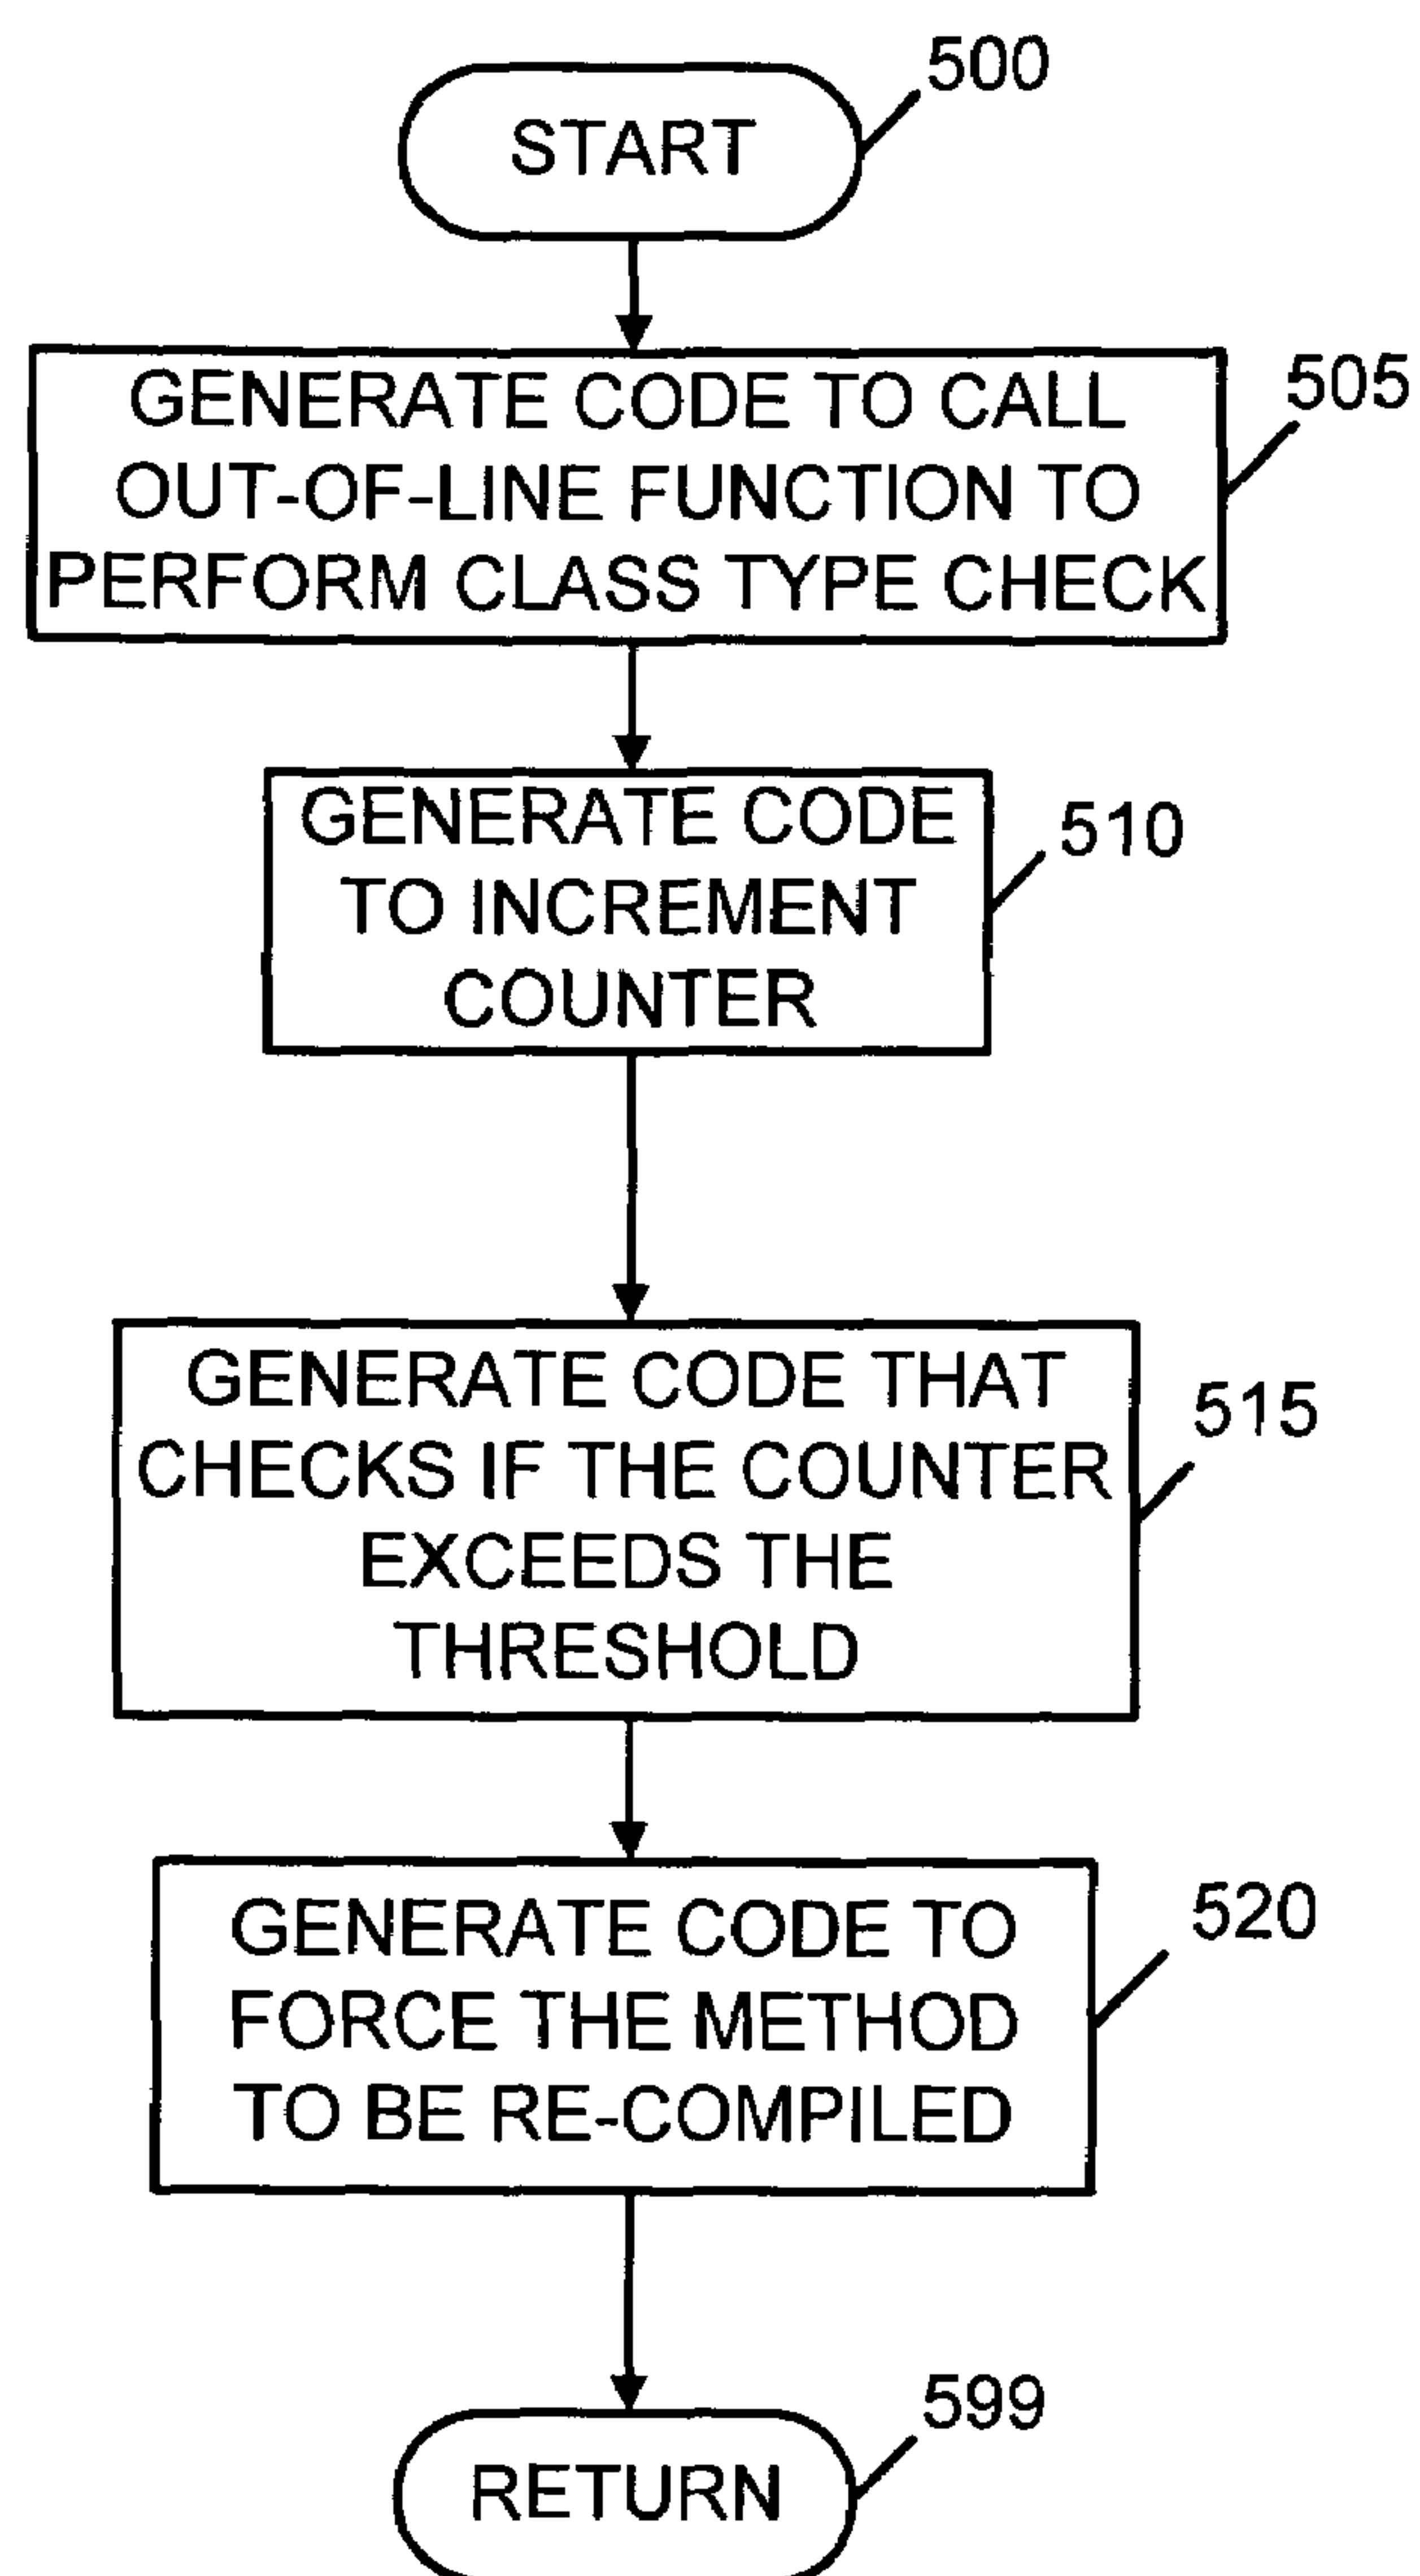 START
500
GENERATE CODE TO CALL
OUT-OF-LINE FUNCTION TO
PERFORM CLASS TYPE CHECK
505
GENERATE CODE
TO INCREMENT
COUNTER
510
GENERATE CODE THAT
CHECKS IF THE COUNTER
EXCEEDS THE
THRESHOLD
515
GENERATE CODE TO
FORCE THE METHOD
TO BE RE-COMPILED
520
RETURN
599